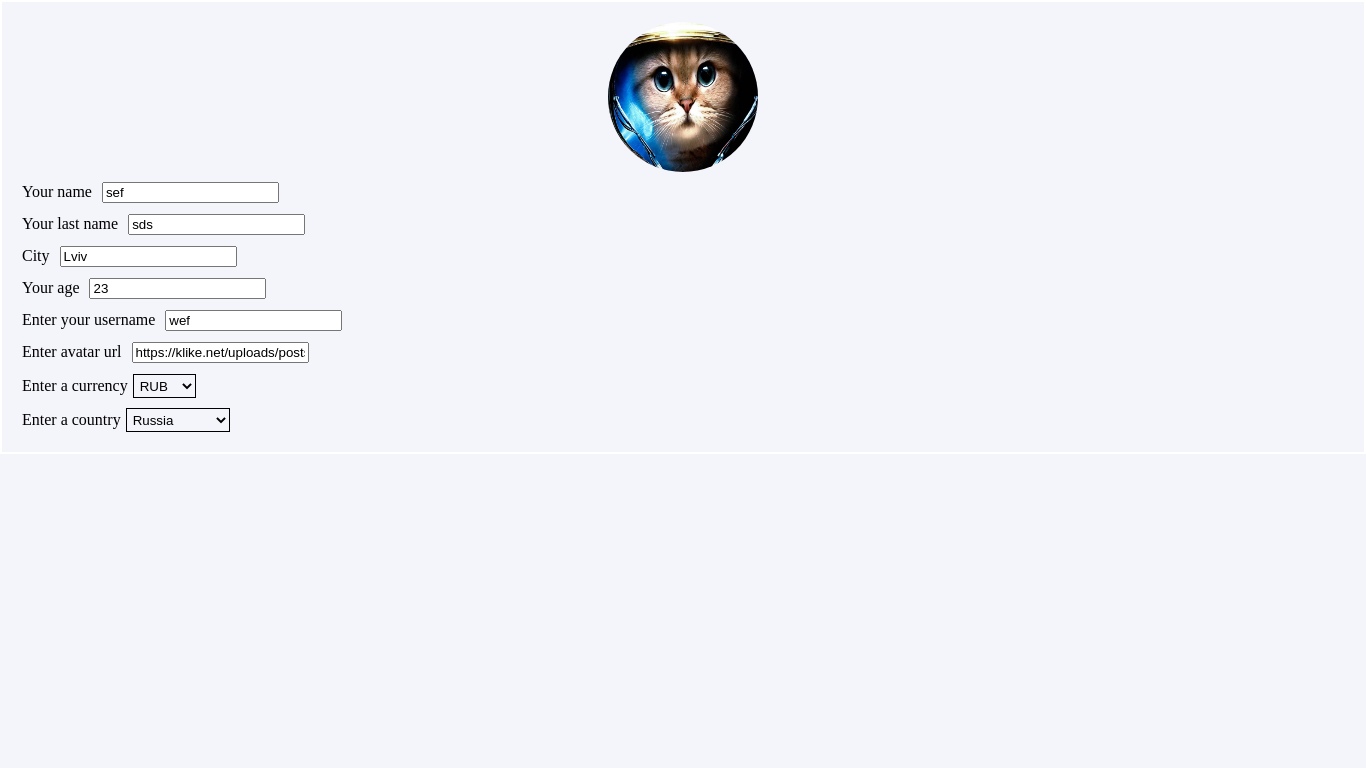 Your name sef
Your last name sds
City Lviv
Your age 23
Enter your username wef
Enter avatar url https://klike.net/uploads/post
Enter a currency RUB
Enter a country Russia